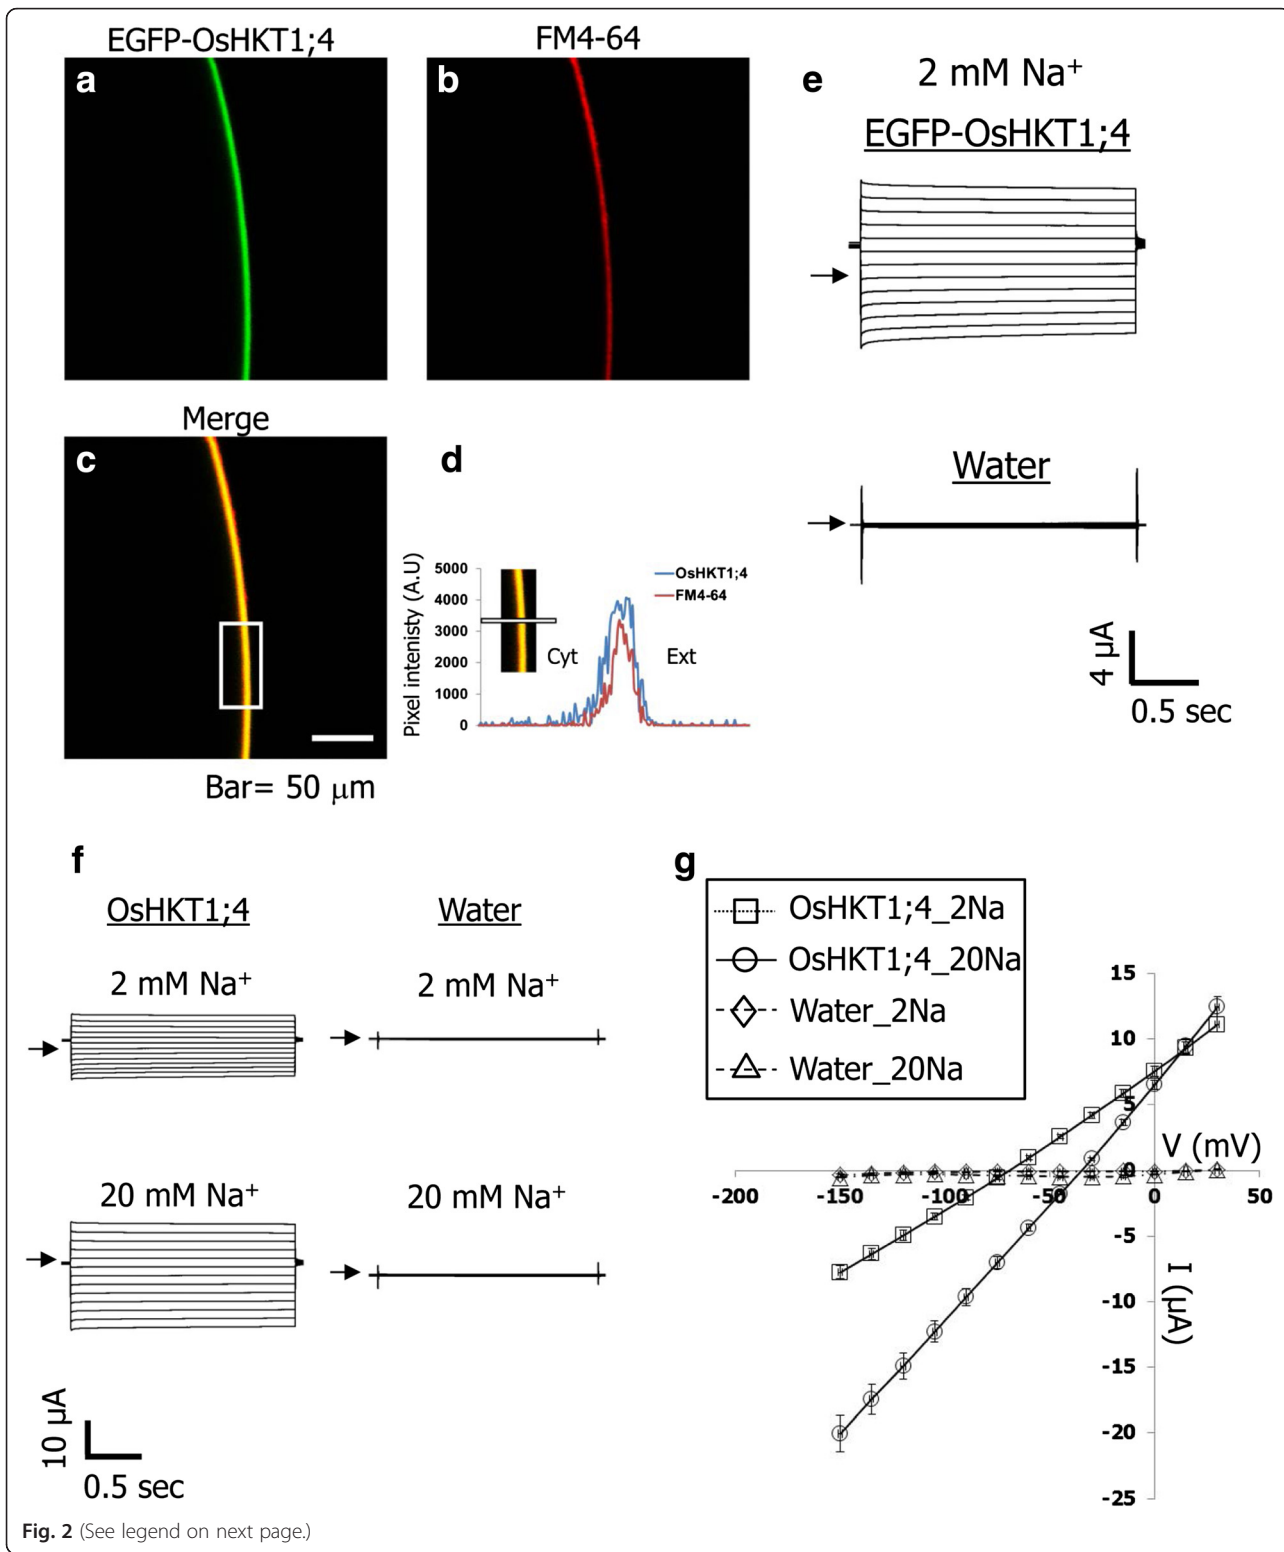 EGFP-OsHKT1;4
FM4-64
a
b
e
2 mM Na⁺
EGFP-OsHKT1;4
Merge
c
d
Water
Pixel intenisty (A.U)
5000
4000
3000
2000
1000
0
OsHKT1;4
FM4-64
Cyt
Ext
4 µA
0.5 sec
Bar= 50 µm
f
OsHKT1;4
Water
2 mM Na⁺
2 mM Na⁺
20 mM Na⁺
20 mM Na⁺
10 µA
0.5 sec
g
OsHKT1;4_2Na
OsHKT1;4_20Na
Water_2Na
Water_20Na
15
10
5
V (mV)
0
-200
-150
-100
-50
0
50
-5
-10
-15
-20
-25
I (µA)
Fig. 2 (See legend on next page.)